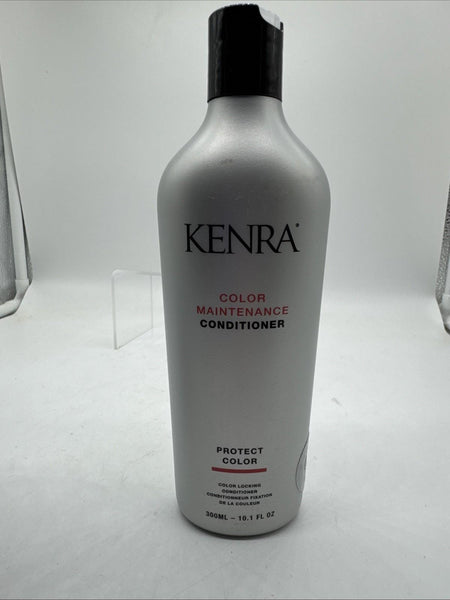 KENRA®
COLOR
MAINTENANCE
CONDITIONER
PROTECT
COLOR
COLOR LOCKING
CONDITIONER
CONDITIONNEUR FIXATION
DE LA COULEUR
300ML – 10.1 FL OZ